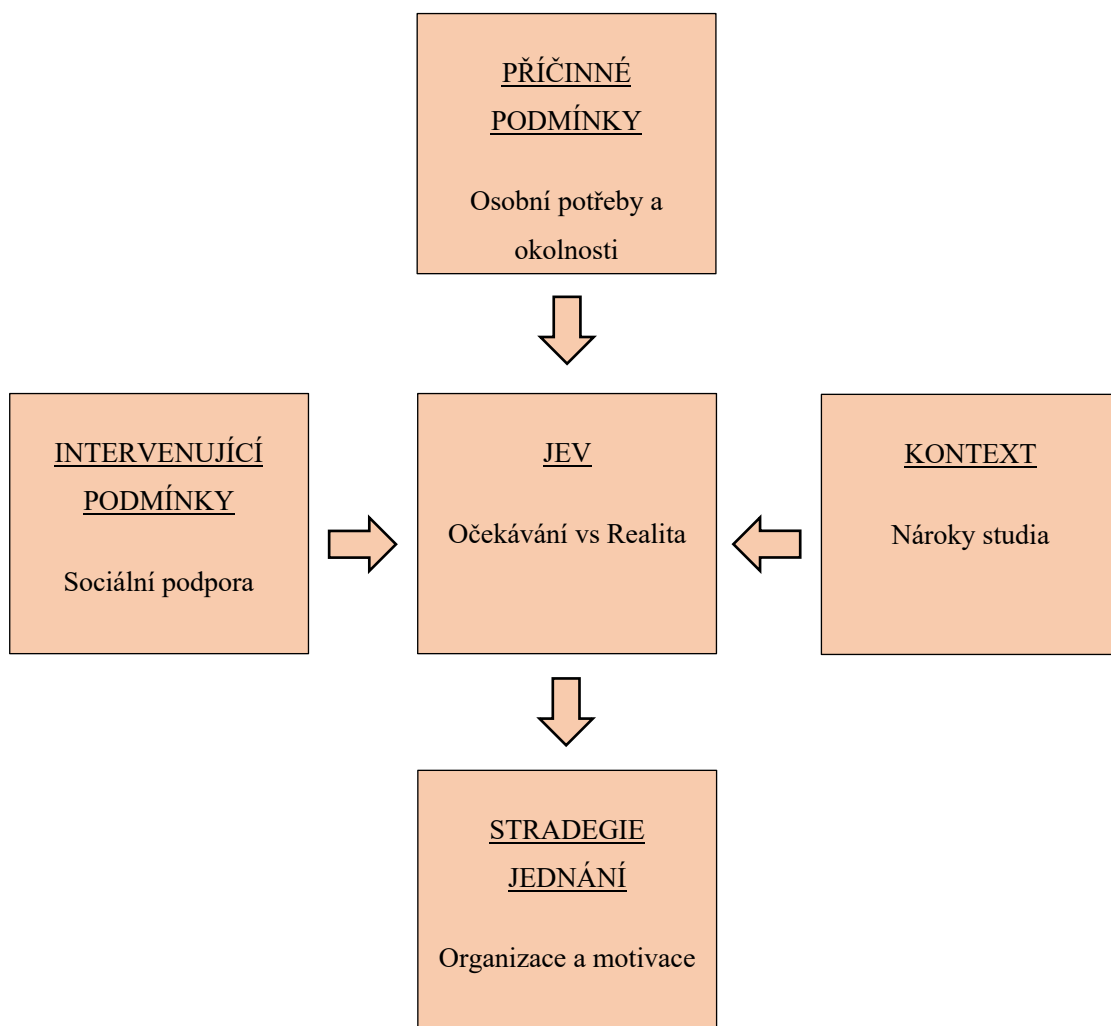 PŘÍČINNÉ
PODMÍNKY
Osobní potřeby a
okolnosti
INTERVENUJÍCÍ
PODMÍNKY
Sociální podpora
JEV
Očekávání vs Realita
KONTEXT
Nároky studia
STRADEGIE
JEDNÁNÍ
Organizace a motivace